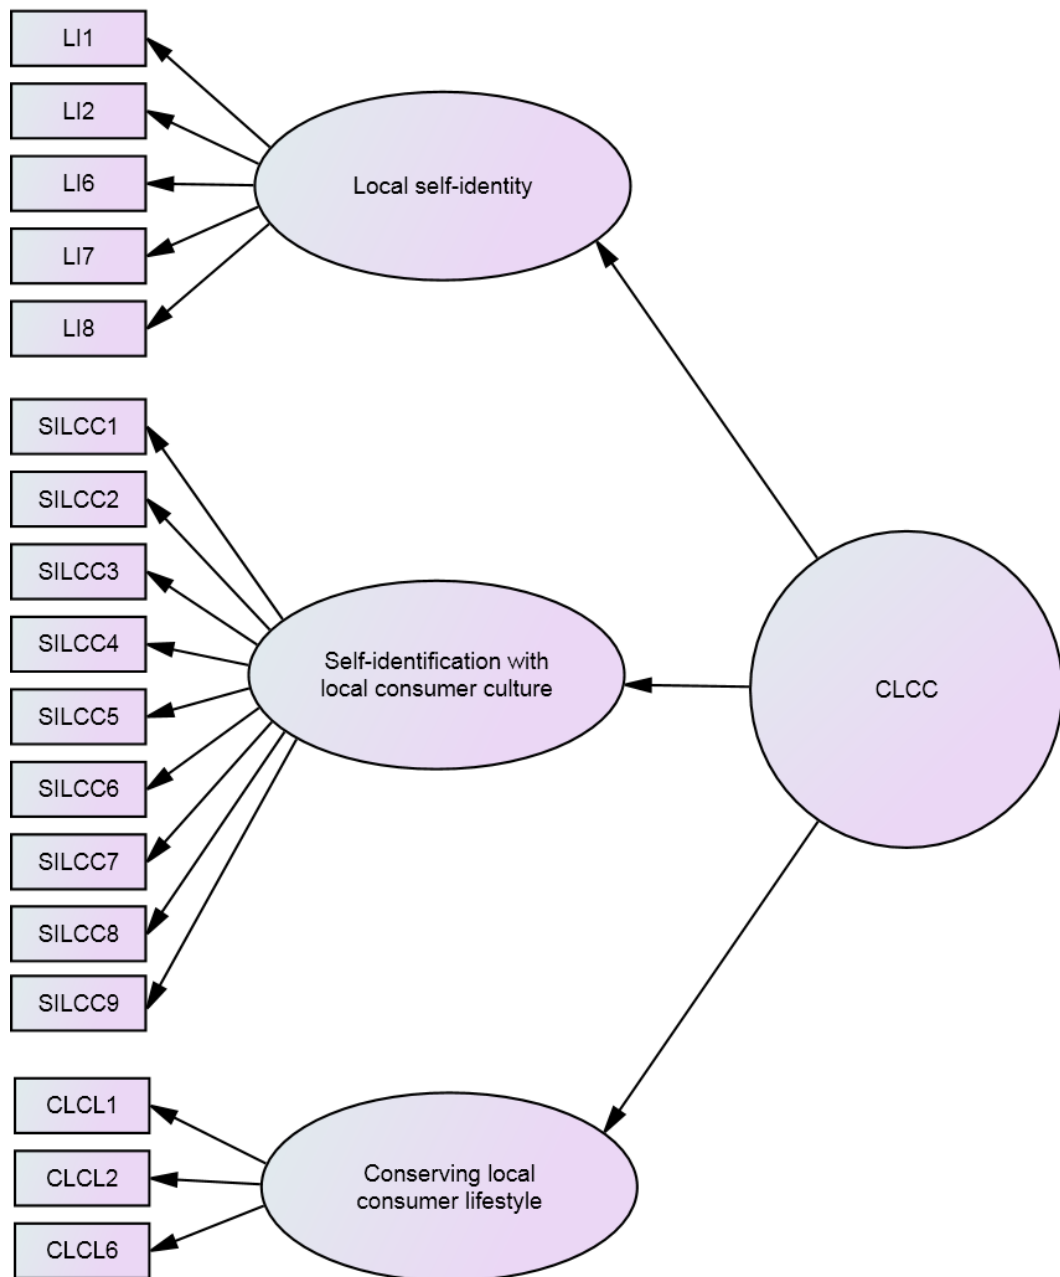 LI1
LI2
LI6
LI7
LI8
Local self-identity
SILCC1
SILCC2
SILCC3
SILCC4
SILCC5
SILCC6
SILCC7
SILCC8
SILCC9
Self-identification with
local consumer culture
CLCC
CLCL1
CLCL2
CLCL6
Conserving local
consumer lifestyle